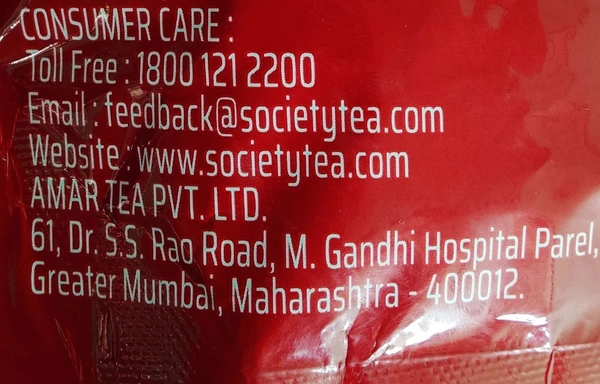 CONSUMER CARE :
Toll Free : 1800 121 2200
Email : feedback@societytea.com
Website : www.societytea.com
AMAR TEA PVT. LTD.
61, Dr. S.S. Rao Road, M. Gandhi Hospital Parel,
Greater Mumbai, Maharashtra - 400012.